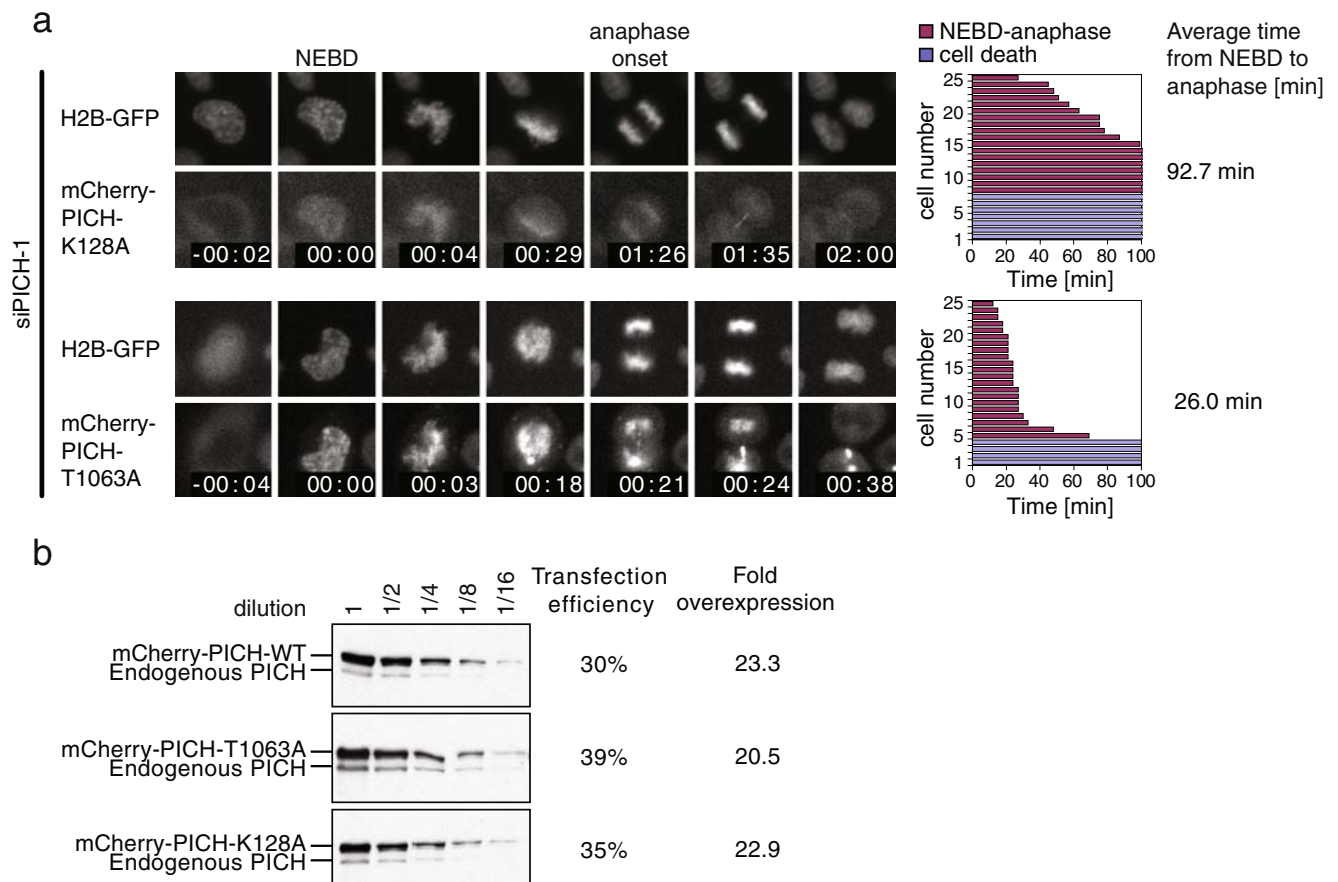 a
NEBD
anaphase
onset
NEBD-anaphase
cell death
Average time
from NEBD to
anaphase [min]
siPICH-1
H2B-GFP
mCherry-
PICH-
K128A
-00:02 00:00 00:04 00:29 01:26 01:35 02:00
cell number
25
20
15
10
5
1
0 20 40 60 80 100
Time [min]
92.7 min
H2B-GFP
mCherry-
PICH-
T1063A
-00:04 00:00 00:03 00:18 00:21 00:24 00:38
cell number
25
20
15
10
5
1
0 20 40 60 80 100
Time [min]
26.0 min
b
dilution 1 1/2 1/4 1/8 1/16
Transfection
efficiency
Fold
overexpression
mCherry-PICH-WT
Endogenous PICH
30% 23.3
mCherry-PICH-T1063A
Endogenous PICH
39% 20.5
mCherry-PICH-K128A
Endogenous PICH
35% 22.9